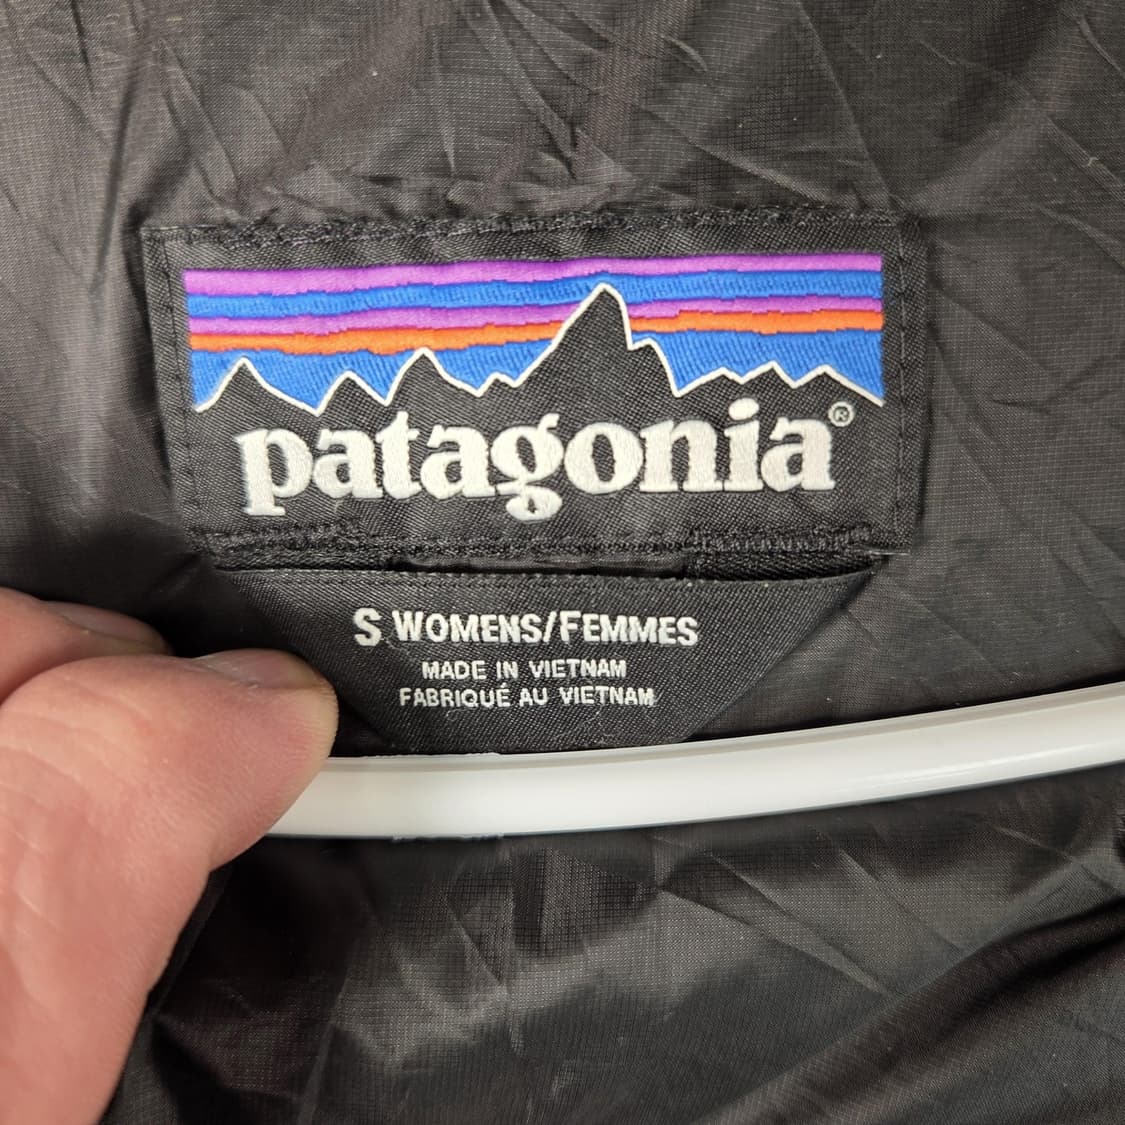 patagonia®
S WOMENS/FEMMES
MADE IN VIETNAM
FABRIQUÉ AU VIETNAM